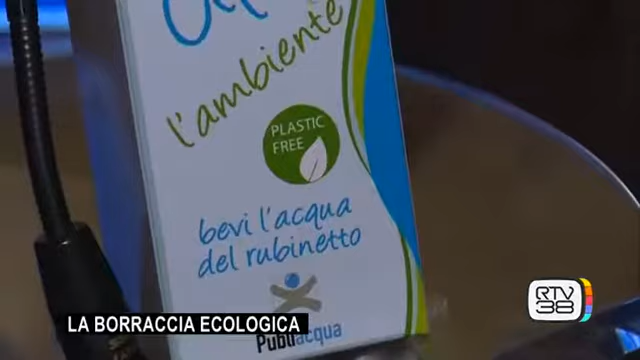 l'ambiente
PLASTIC
FREE
bevi l'acqua
del rubinetto
LA BORRACCIA ECOLOGICA
Publiacqua
RTV
38